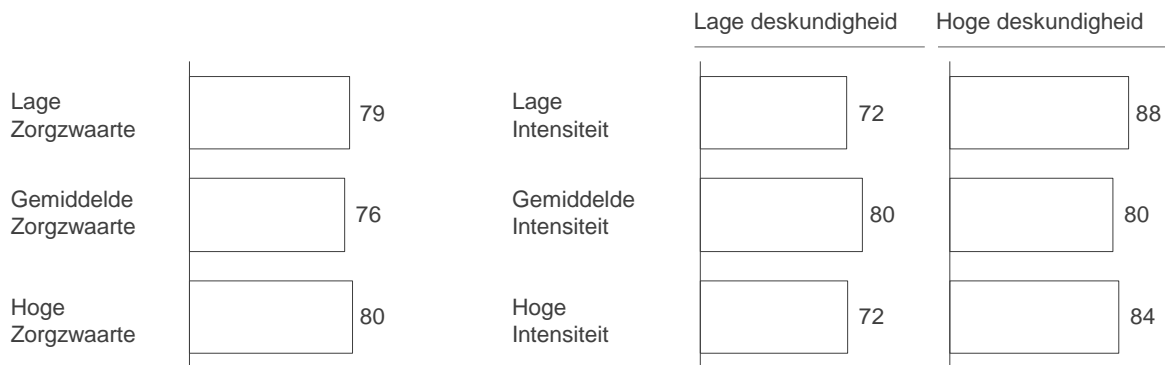 Lage deskundigheid
Hoge deskundigheid
Lage
Zorgzwaarte
79
Lage
Intensiteit
72
88
Gemiddelde
Zorgzwaarte
76
Gemiddelde
Intensiteit
80
80
Hoge
Zorgzwaarte
80
Hoge
Intensiteit
72
84